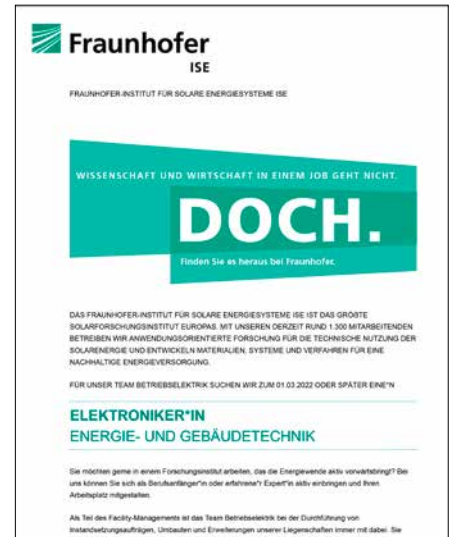 Fraunhofer
ISE
FRAUNHOFER-INSTITUT FÜR SOLARE ENERGIESYSTEME ISE
WISSENSCHAFT UND WIRTSCHAFT IN EINEM JOB GEHT NICHT.
DOCH.
Finden Sie es heraus bei Fraunhofer.
DAS FRAUNHOFER-INSTITUT FÜR SOLARE ENERGIESYSTEME ISE IST DAS GRÖßTE
SOLARFORSCHUNGSINSTITUT EUROPAS. MIT UNSEREN DERZEIT RUND 1.300 MITARBEITENDEN
BETREIBEN WIR ANWENDUNGSORIENTIERTE FORSCHUNG FÜR DIE TECHNISCHE NUTZUNG DER
SOLARENERGIE UND ENTWICKELN MATERIALIEN, SYSTEME UND VERFAHREN FÜR EINE
NACHHALTIGE ENERGIEVERSORGUNG.
FÜR UNSER TEAM BETRIEBSELEKTRIK SUCHEN WIR ZUM 01.03.2022 ODER SPÄTER EINE*N
ELEKTRONIKER*IN
ENERGIE- UND GEBÄUDETECHNIK
Sie möchten gerne in einem Forschungsinstitut arbeiten, das die Energiewende aktiv vorwärtsbringt? Bei
uns können Sie sich als Berufsanfänger*in oder erfahrene*r Expert*in aktiv einbringen und Ihren
Arbeitsplatz mitgestalten.
Als Teil des Facility-Managements ist das Team Betriebselektrik bei der Durchführung von
Instandsetzungsaufträgen, Umbauten und Erweiterungen unserer Liegenschaften immer mit dabei. Sie